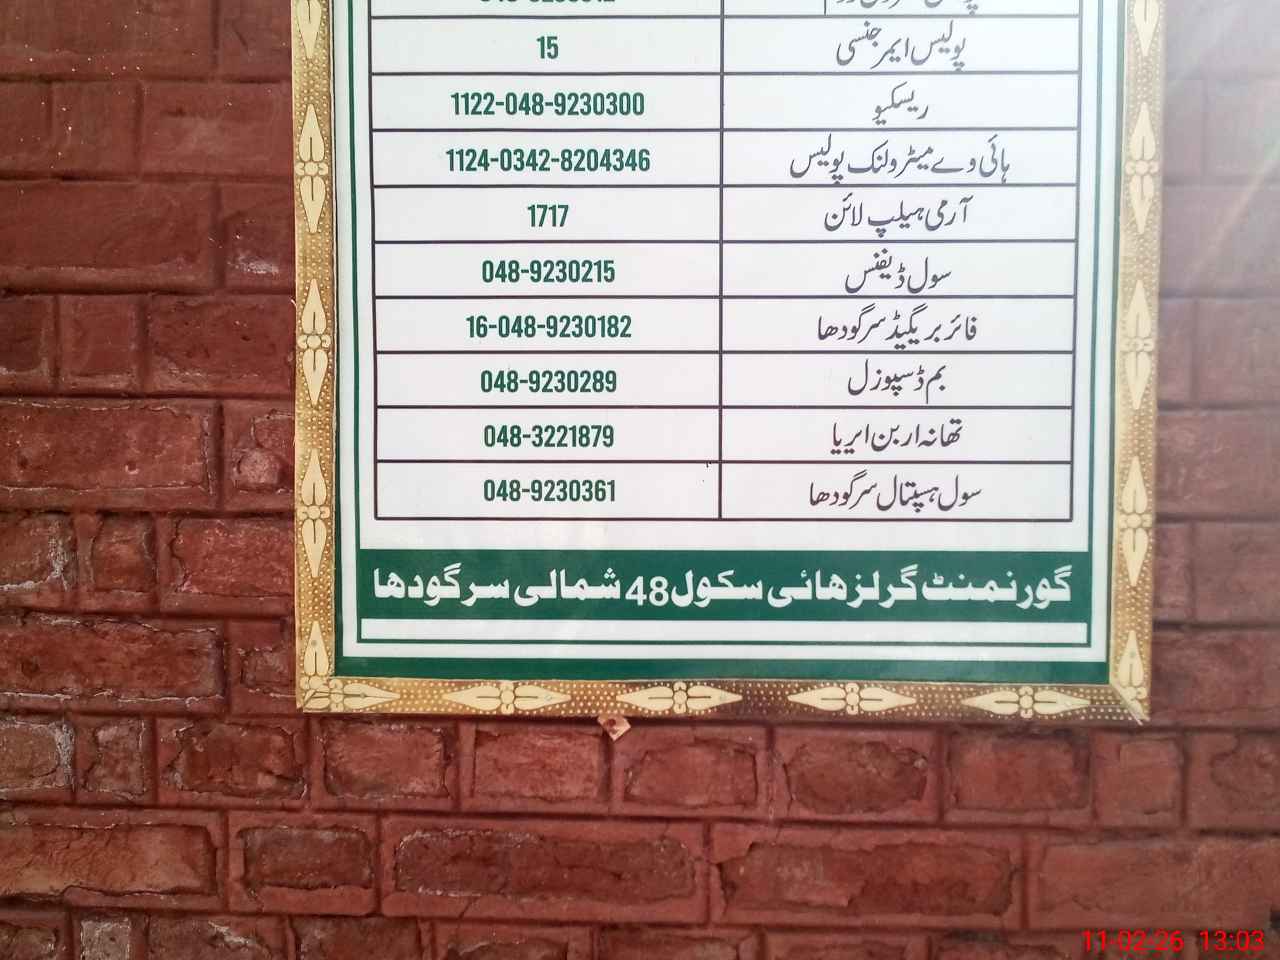 پولیس ایمرجنسی 15
ریسکیو 1122-048-9230300
ہائی وے میٹرولنک پولیس 1124-0342-8204346
آرمی ہیلپ لائن 1717
سول ڈیفنس 048-9230215
فائر بریگیڈ سرگودھا 16-048-9230182
بم ڈسپوزل 048-9230289
تھانہ اربن ایریا 048-3221879
سول ہسپتال سرگودھا 048-9230361
گورنمنٹ گرلز ھائی سکول 48 شمالی سرگودھا
11-02-26 13:03